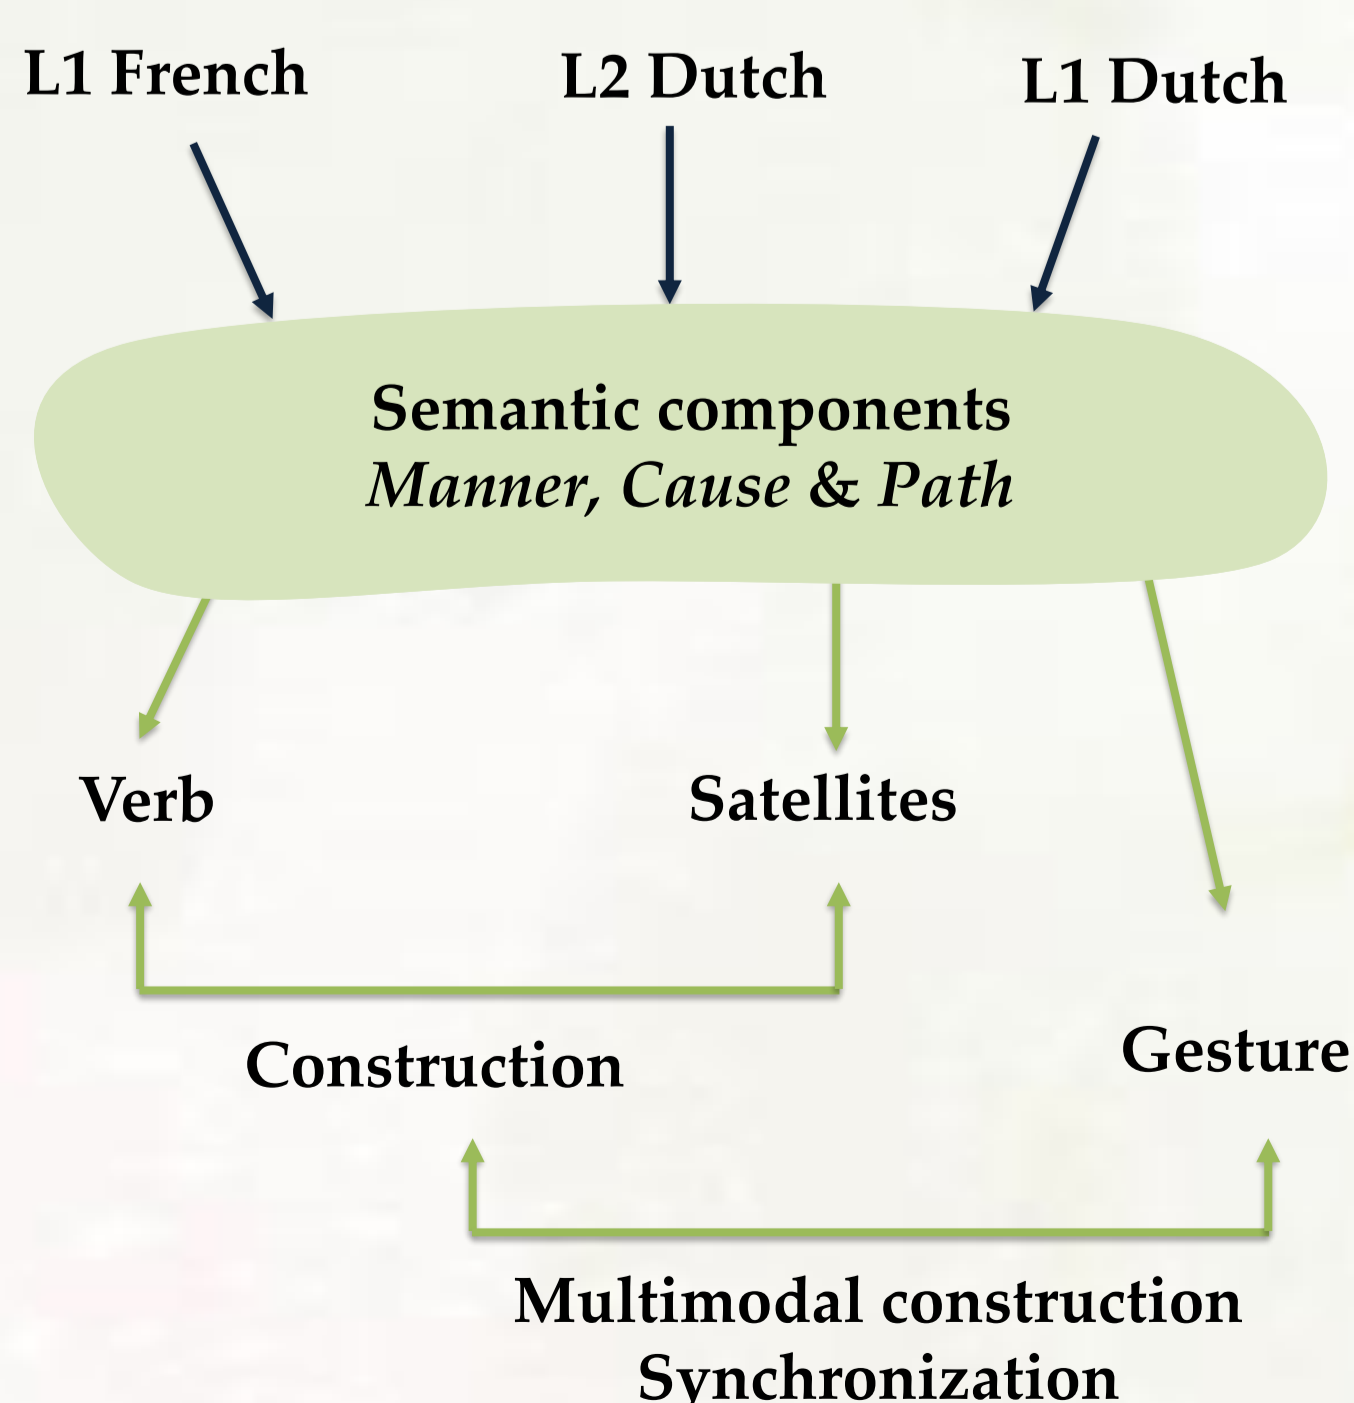 L1 French
L2 Dutch
L1 Dutch
Semantic components
Manner, Cause & Path
Verb
Satellites
Construction
Gesture
Multimodal construction
Synchronization